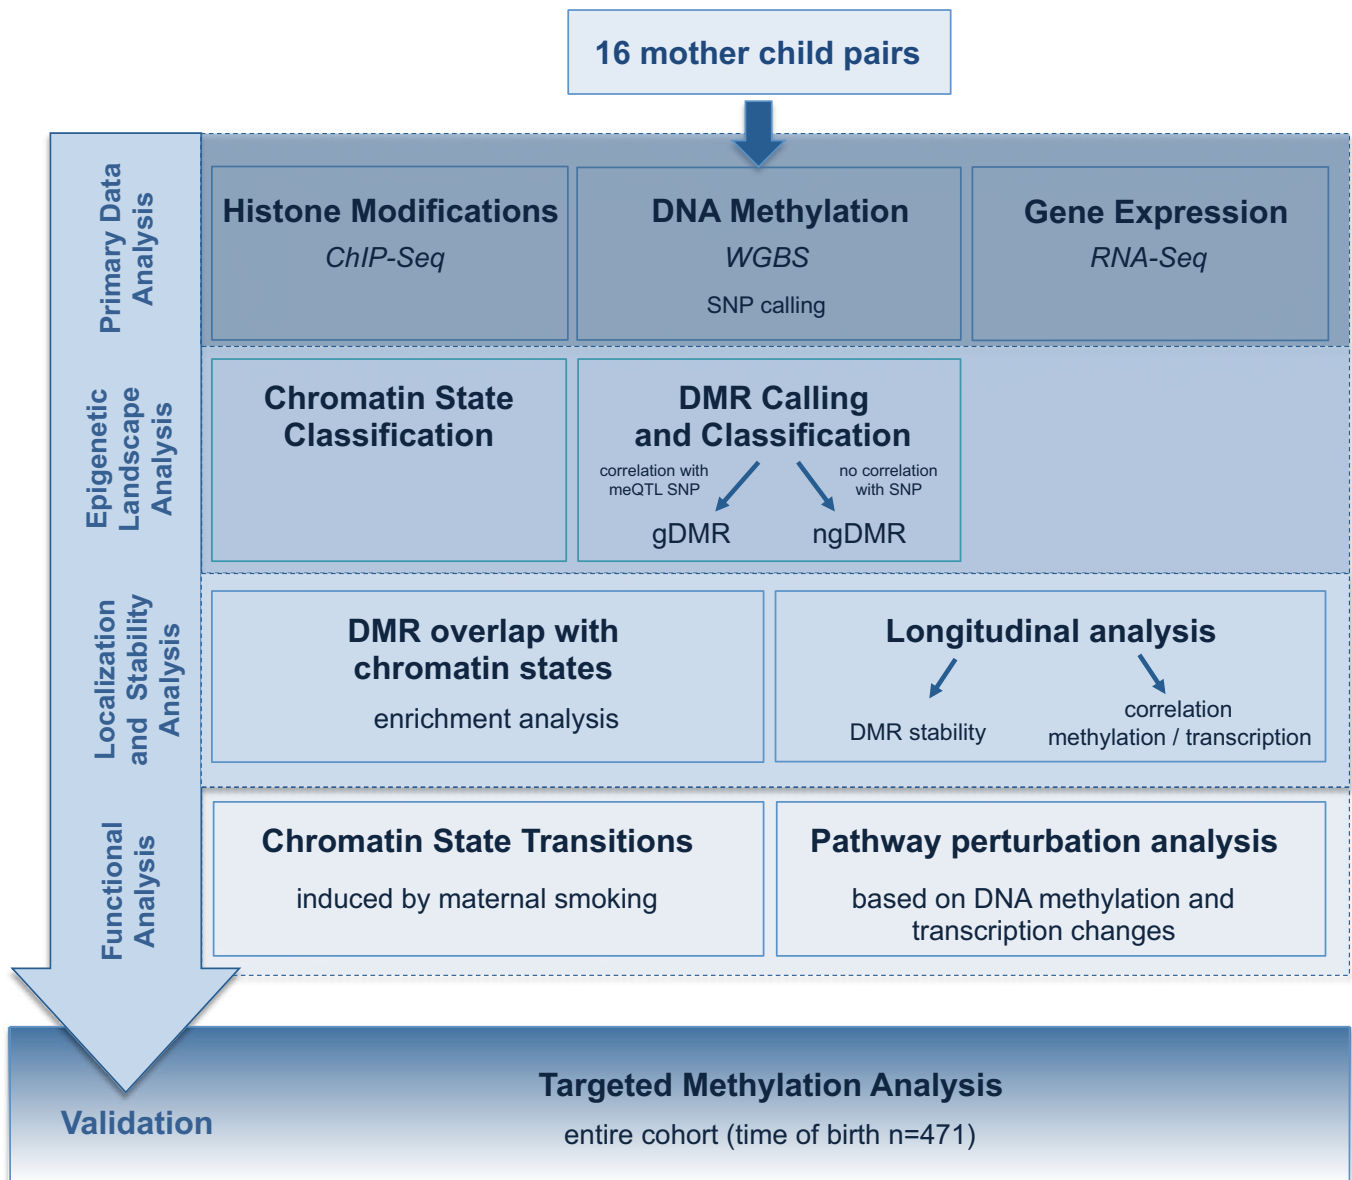 16 mother child pairs
Primary Data
Analysis
Histone Modifications
ChIP-Seq
DNA Methylation
WGBS
SNP calling
Gene Expression
RNA-Seq
Epigenetic
Landscape
Analysis
Chromatin State
Classification
DMR Calling
and Classification
correlation with
meQTL SNP
no correlation
with SNP
gDMR
ngDMR
Localization
and Stability
Analysis
DMR overlap with
chromatin states
enrichment analysis
Longitudinal analysis
DMR stability
correlation
methylation / transcription
Functional
Analysis
Chromatin State Transitions
induced by maternal smoking
Pathway perturbation analysis
based on DNA methylation and
transcription changes
Validation
Targeted Methylation Analysis
entire cohort (time of birth n=471)